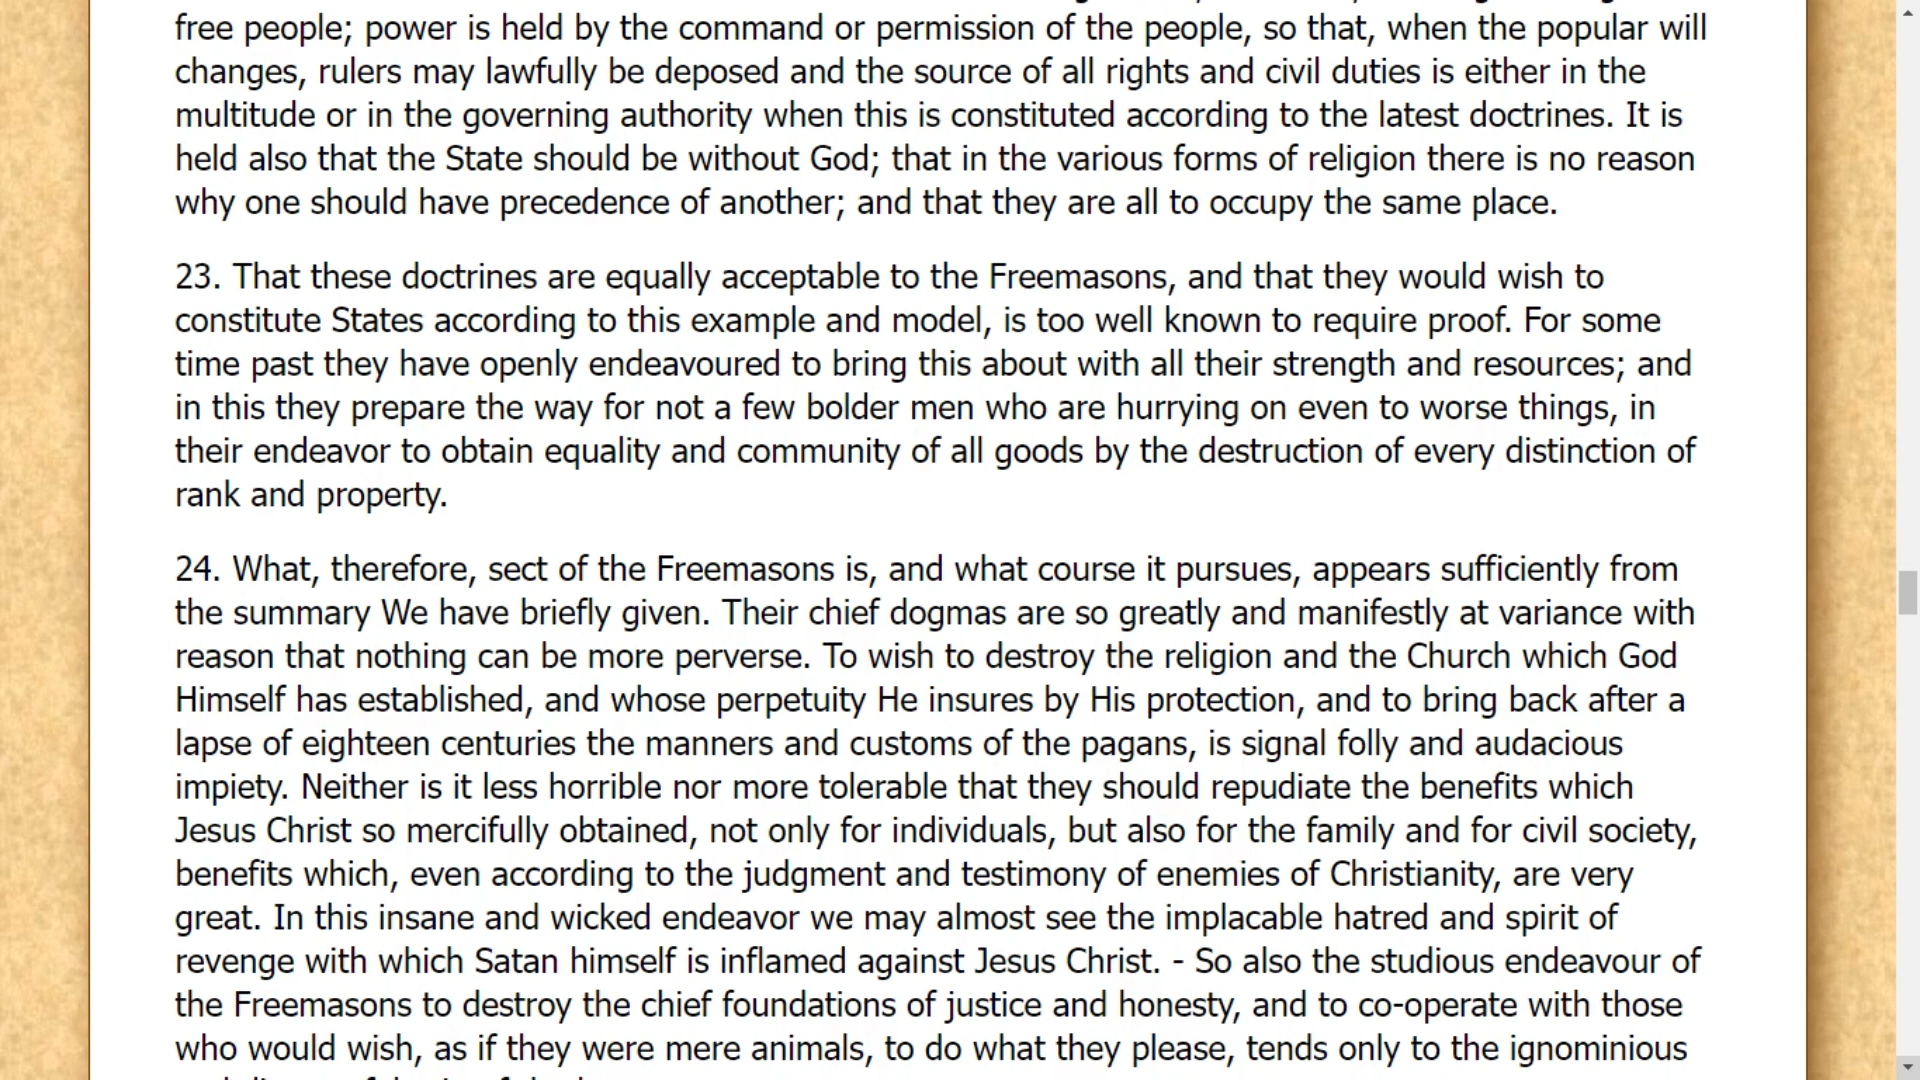 free people; power is held by the command or permission of the people, so that, when the popular will
changes, rulers may lawfully be deposed and the source of all rights and civil duties is either in the
multitude or in the governing authority when this is constituted according to the latest doctrines. It is
held also that the State should be without God; that in the various forms of religion there is no reason
why one should have precedence of another; and that they are all to occupy the same place.
23. That these doctrines are equally acceptable to the Freemasons, and that they would wish to
constitute States according to this example and model, is too well known to require proof. For some
time past they have openly endeavoured to bring this about with all their strength and resources; and
in this they prepare the way for not a few bolder men who are hurrying on even to worse things, in
their endeavor to obtain equality and community of all goods by the destruction of every distinction of
rank and property.
24. What, therefore, sect of the Freemasons is, and what course it pursues, appears sufficiently from
the summary We have briefly given. Their chief dogmas are so greatly and manifestly at variance with
reason that nothing can be more perverse. To wish to destroy the religion and the Church which God
Himself has established, and whose perpetuity He insures by His protection, and to bring back after a
lapse of eighteen centuries the manners and customs of the pagans, is signal folly and audacious
impiety. Neither is it less horrible nor more tolerable that they should repudiate the benefits which
Jesus Christ so mercifully obtained, not only for individuals, but also for the family and for civil society,
benefits which, even according to the judgment and testimony of enemies of Christianity, are very
great. In this insane and wicked endeavor we may almost see the implacable hatred and spirit of
revenge with which Satan himself is inflamed against Jesus Christ. - So also the studious endeavour of
the Freemasons to destroy the chief foundations of justice and honesty, and to co-operate with those
who would wish, as if they were mere animals, to do what they please, tends only to the ignominious